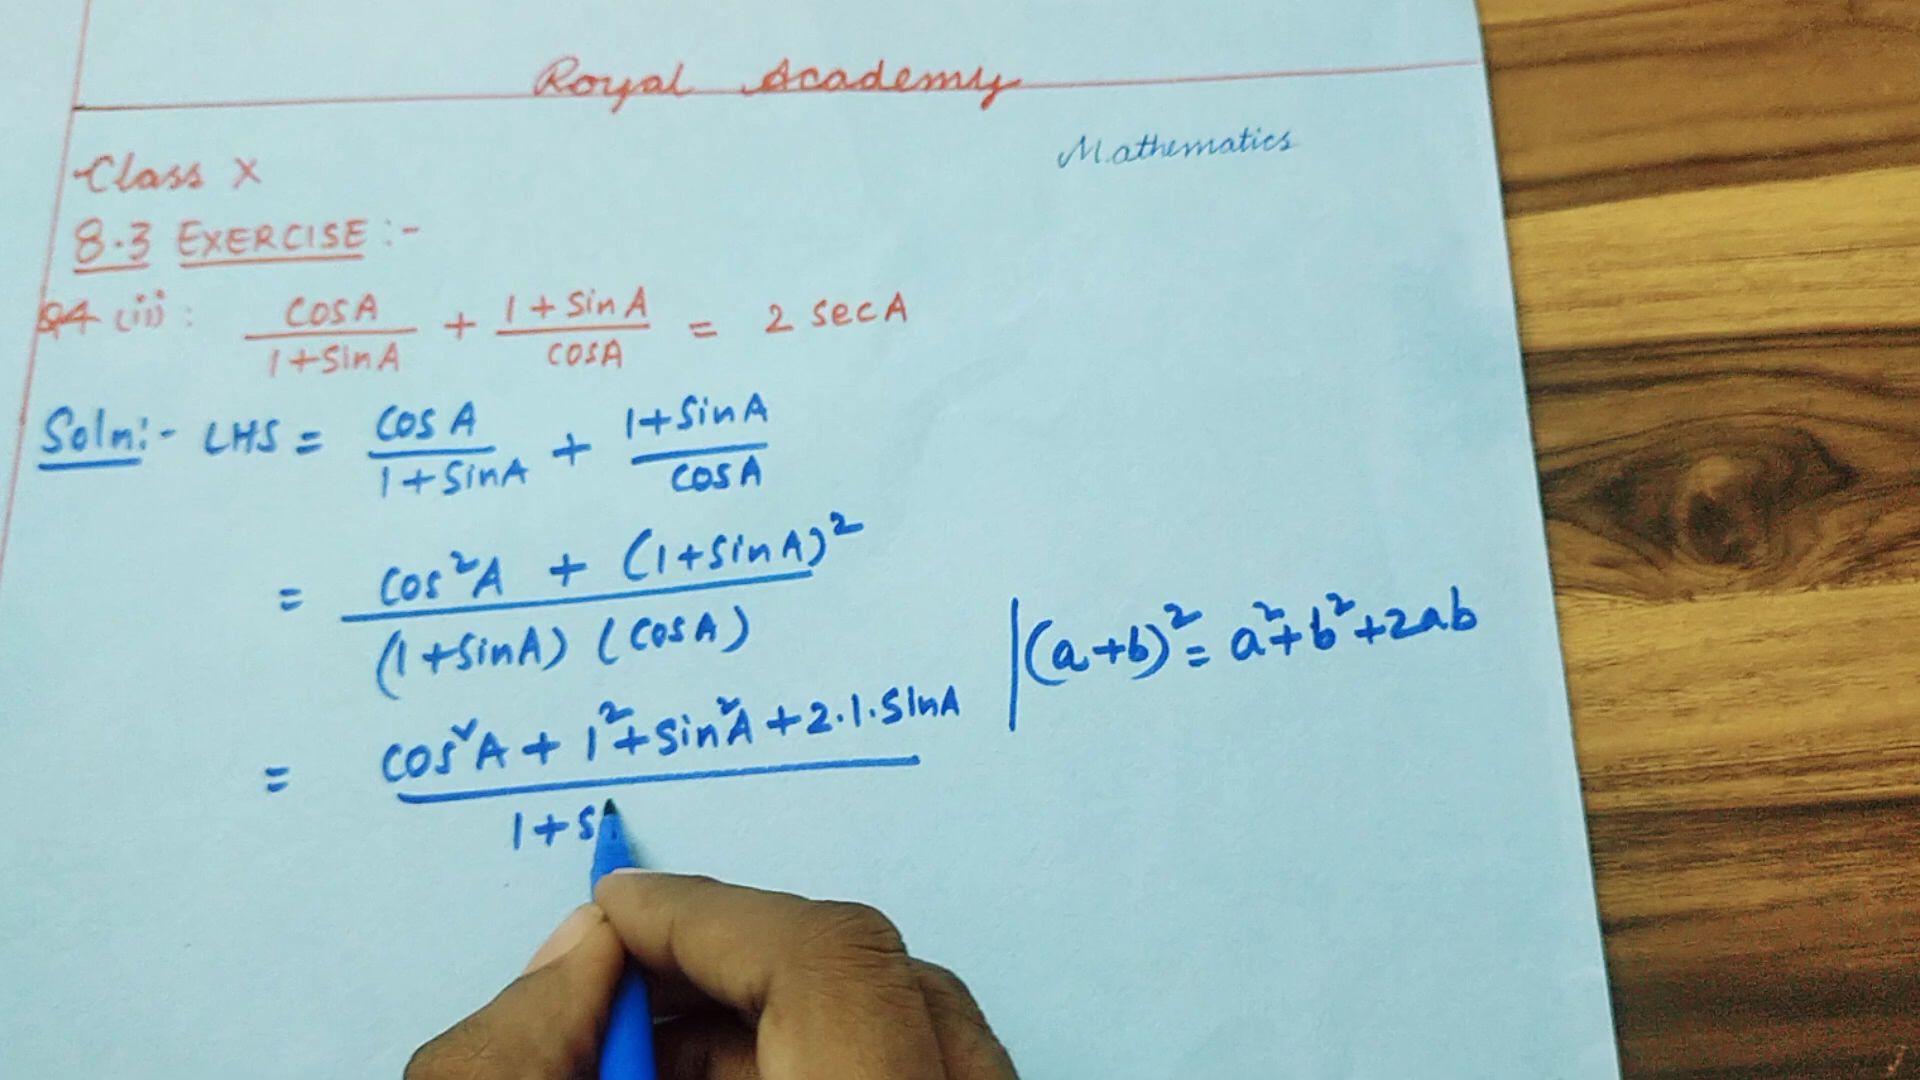 Royal Academy
Mathematics
Class X
8.3 EXERCISE :-
Q4 (ii) : cosA/1+SinA + 1+SinA/cosA = 2 secA
Soln:- LHS = cosA/1+SinA + 1+SinA/cosA
= cos²A + (1+SinA)²/(1+SinA) (cosA)
= cos²A + 1²+Sin²A+2.1.SinA/1+S
(a+b)² = a²+b²+2ab